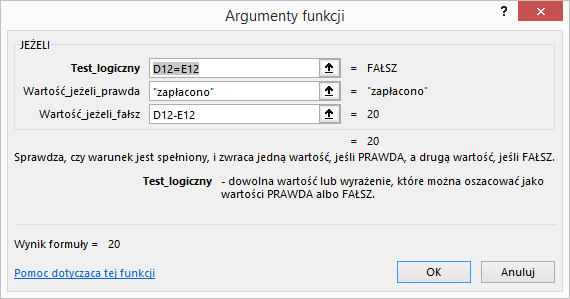 Argumenty funkcji
? ×
JEŻELI
Test_logiczny D12=E12 = FAŁSZ
Wartość_jeżeli_prawda "zapłacono" = "zapłacono"
Wartość_jeżeli_fałsz D12-E12 = 20
= 20
Sprawdza, czy warunek jest spełniony, i zwraca jedną wartość, jeśli PRAWDA, a drugą wartość, jeśli FAŁSZ.
Test_logiczny - dowolna wartość lub wyrażenie, które można oszacować jako
wartości PRAWDA albo FAŁSZ.
Wynik formuły = 20
Pomoc dotycząca tej funkcji OK Anuluj